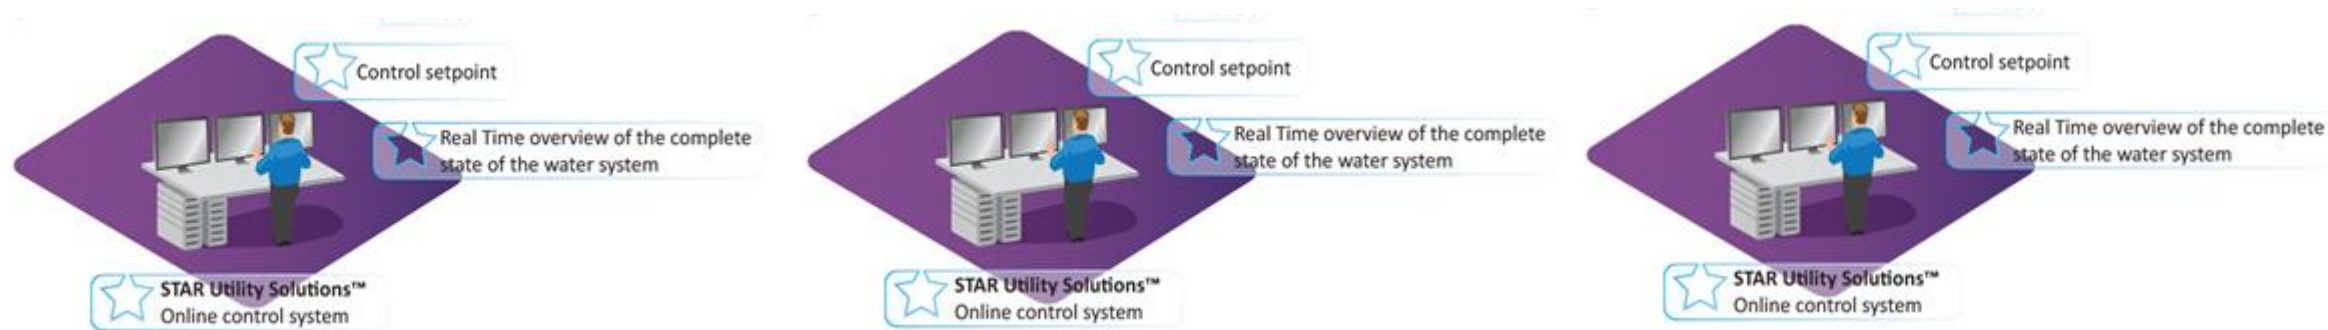 Control setpoint
Real Time overview of the complete
state of the water system
STAR Utility Solutions™
Online control system
Control setpoint
Real Time overview of the complete
state of the water system
STAR Utility Solutions™
Online control system
Control setpoint
Real Time overview of the complete
state of the water system
STAR Utility Solutions™
Online control system